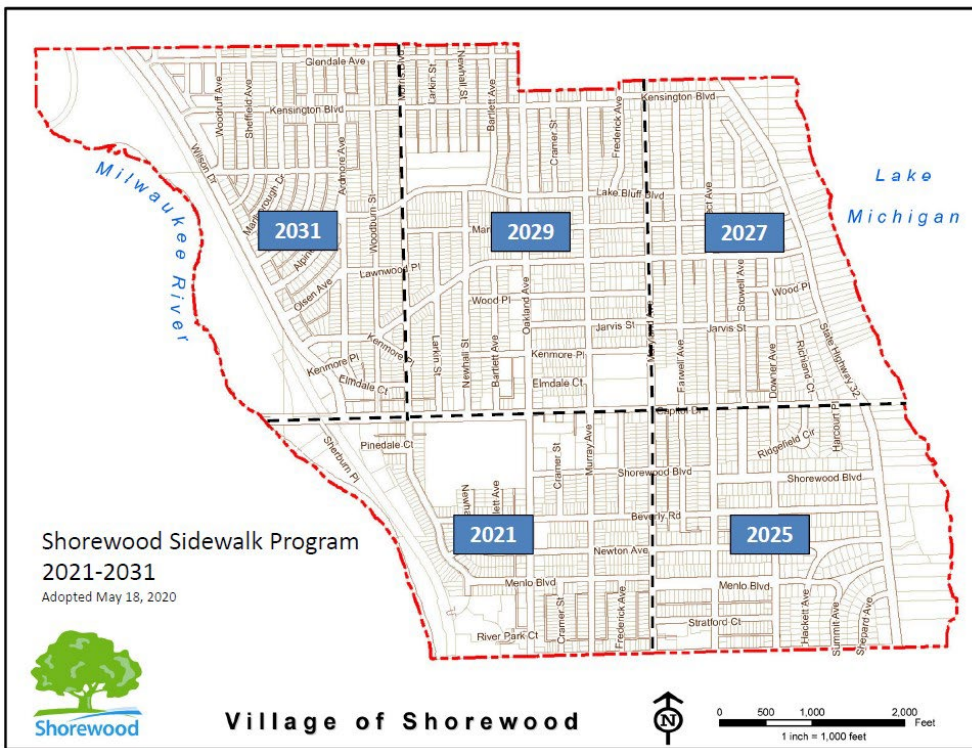 Glendale Ave
Woodruff Ave
Sheffield Ave
Morris Blvd
Larkin St
Newhall St
Bartlett Ave
Kensington Blvd
Kensington Blvd
Cramer St
Frederick Ave
Wilson Dr
Marlborough Dr
Ardmore Ave
Woodburn St
Lake Bluff Blvd
Milwaukee River
Lake
Michigan
2031
2029
2027
Lawnwood Pl
Olsen Ave
Wood Pl
Oakland Ave
Stowell Ave
Wood Pl
Jarvis St
Jarvis St
Kenmore Pl
Kenmore Pl
Kenmore Pl
Elmdale Ct
Elmdale Ct
Larkin St
Newhall St
Bartlett Ave
Farwell Ave
Downer Ave
Richland Ct
State Highway 32
Capitol Dr
Harcourt Pl
Ridgefield Cir
Pinedale Ct
Sherburn Pl
Cramer St
Murray Ave
Shorewood Blvd
Shorewood Blvd
2021
2025
Beverly Rd
Newton Ave
Menlo Blvd
Menlo Blvd
River Park Ct
Cramer St
Frederick Ave
Stratford Ct
Hackett Ave
Summit Ave
Shepard Ave
Shorewood Sidewalk Program
2021-2031
Adopted May 18, 2020
Shorewood
Village of Shorewood
N
0 500 1,000 2,000
Feet
1 inch = 1,000 feet